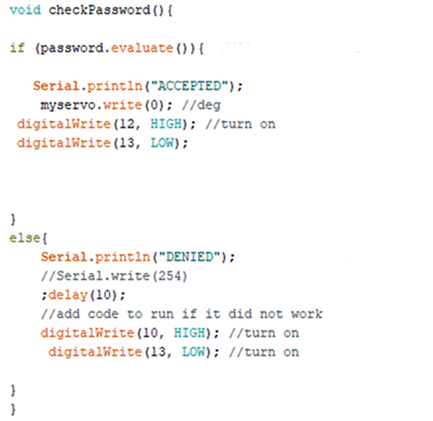 void checkPassword(){
if (password.evaluate()){
Serial.println("ACCEPTED");
myservo.write(0); //deg
digitalWrite(12, HIGH); //turn on
digitalWrite(13, LOW);
}
else{
Serial.println("DENIED");
//Serial.write(254)
;delay(10);
//add code to run if it did not work
digitalWrite(10, HIGH); //turn on
digitalWrite(13, LOW); //turn on
}
}